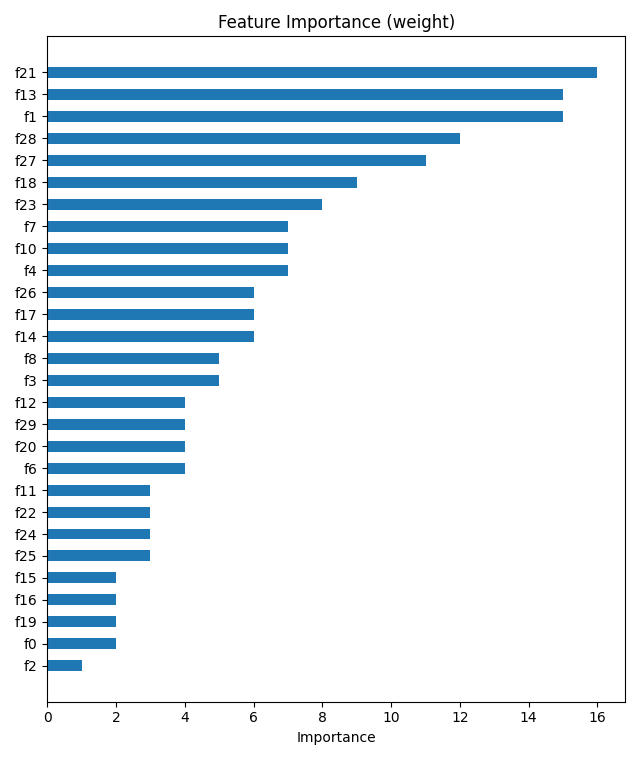 Feature Importance (weight)
f21
f13
f1
f28
f27
f18
f23
f7
f10
f4
f26
f17
f14
f8
f3
f12
f29
f20
f6
f11
f22
f24
f25
f15
f16
f19
f0
f2
0 2 4 6 8 10 12 14 16
Importance